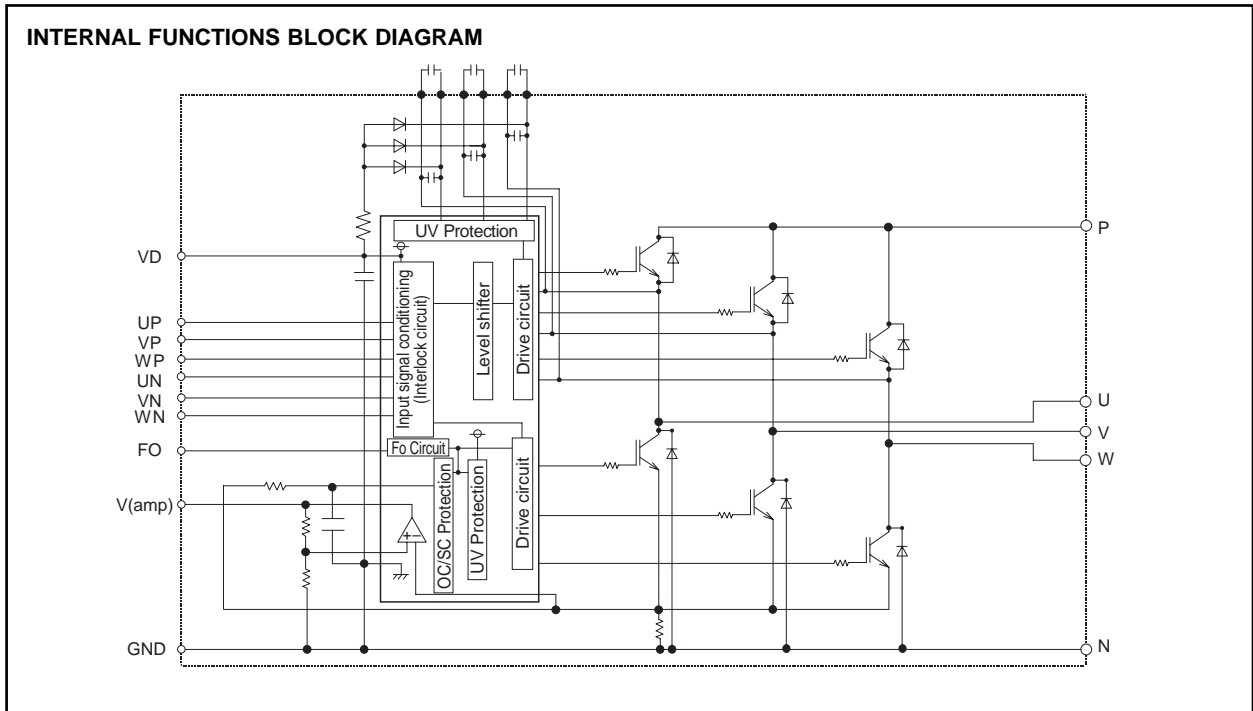 INTERNAL FUNCTIONS BLOCK DIAGRAM
UV Protection
P
VD
Input signal conditioning
(Interlock circuit)
Level shifter
Drive circuit
UP
VP
WP
UN
VN
WN
U
V
W
FO
Fo Circuit
V(amp)
+-
OC/SC Protection
UV Protection
Drive circuit
GND
N